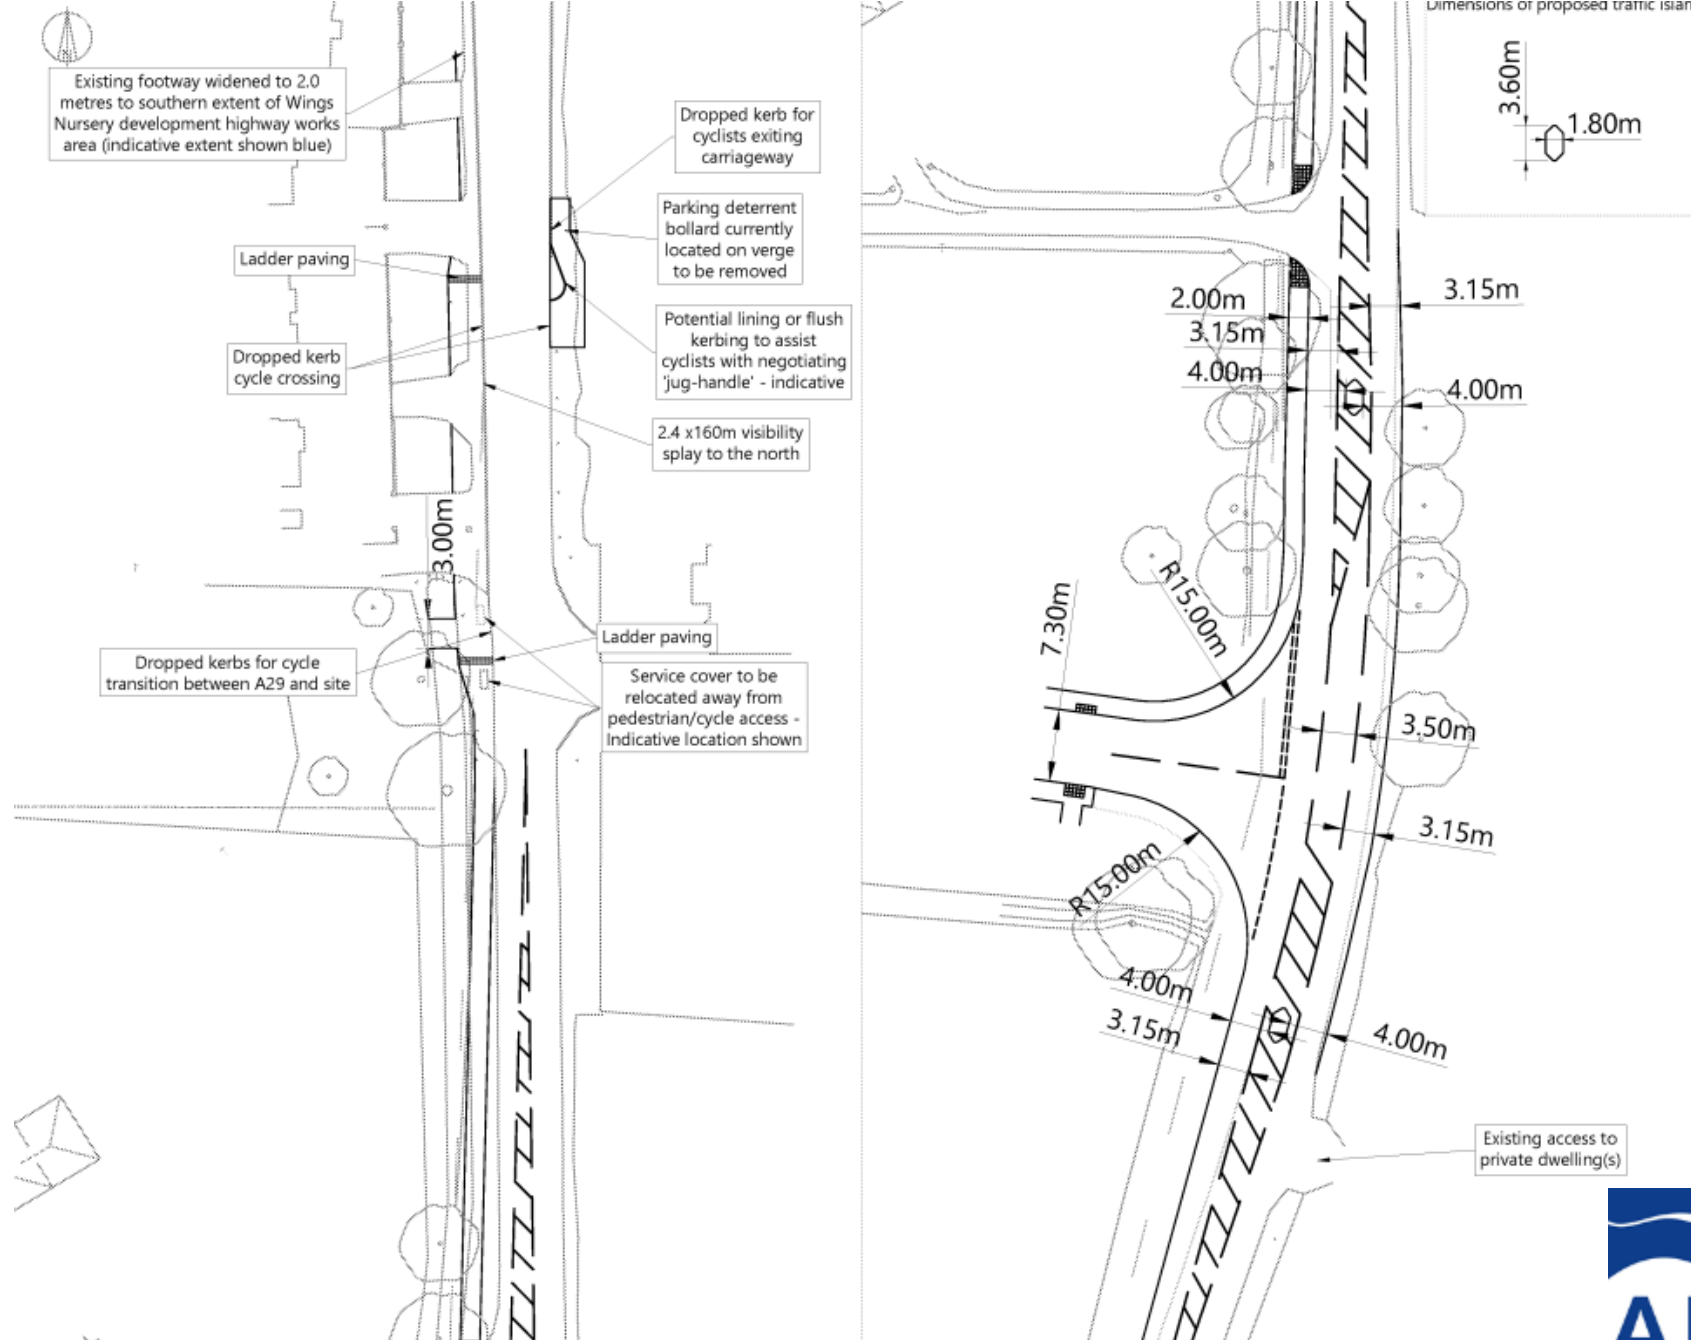 Existing footway widened to 2.0
metres to southern extent of Wings
Nursery development highway works
area (indicative extent shown blue)
Dropped kerb for
cyclists exiting
carriageway
Parking deterrent
bollard currently
located on verge
to be removed
Ladder paving
Potential lining or flush
kerbing to assist
cyclists with negotiating
'jug-handle' - indicative
Dropped kerb
cycle crossing
2.4 x160m visibility
splay to the north
3.00m
Ladder paving
Dropped kerbs for cycle
transition between A29 and site
Service cover to be
relocated away from
pedestrian/cycle access -
Indicative location shown
Dimensions of proposed traffic
3.60m
1.80m
2.00m
3.15m
3.15m
4.00m
4.00m
R15.00m
7.30m
3.50m
3.15m
R15.00m
4.00m
3.15m
4.00m
Existing access to
private dwelling(s)